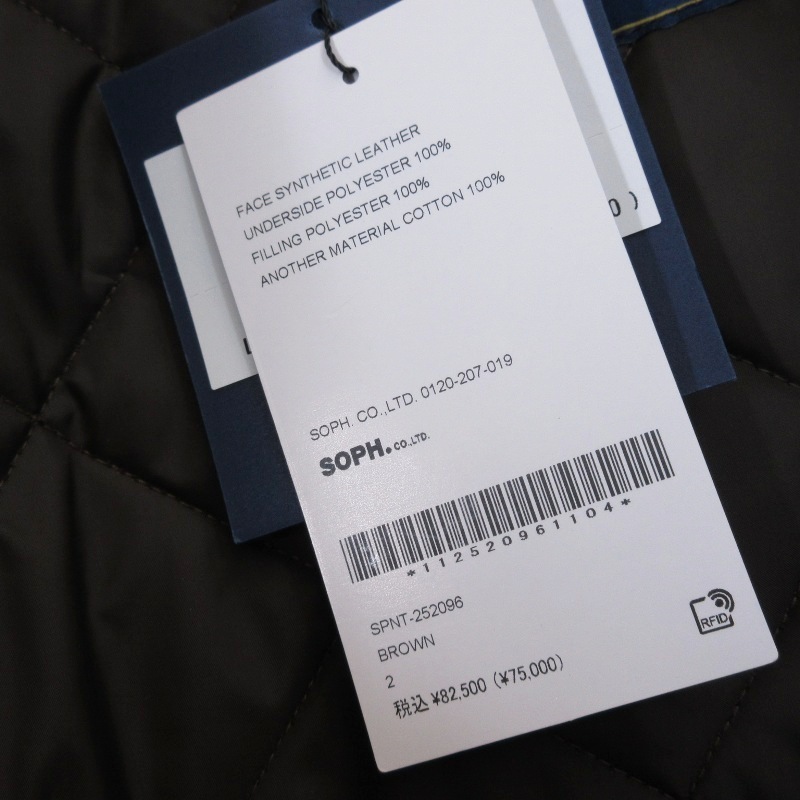 FACE SYNTHETIC LEATHER
UNDERSIDE POLYESTER 100%
FILLING POLYESTER 100%
ANOTHER MATERIAL COTTON 100%
0 )
SOPH. CO.,LTD. 0120-207-019
SOPH. CO.,LTD.
*112520961104*
SPNT-252096
BROWN
RFID
2
税込 ¥82,500 (¥75,000)